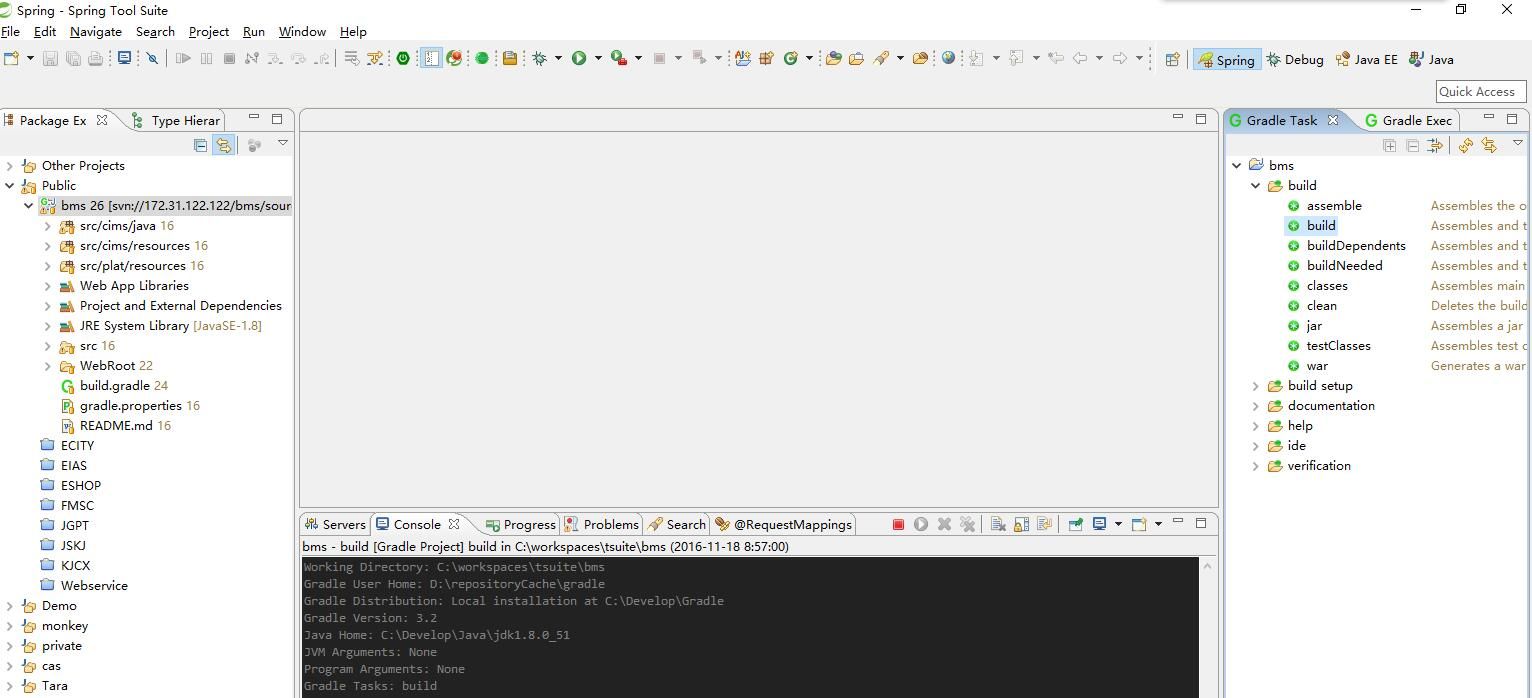 Spring - Spring Tool Suite
File Edit Navigate Search Project Run Window Help
Spring Debug Java EE Java
Quick Access
Package Ex Type Hierar
Other Projects
Public
bms 26 [svn://172.31.122.122/bms/sour
src/cims/java 16
src/cims/resources 16
src/plat/resources 16
Web App Libraries
Project and External Dependencies
JRE System Library [JavaSE-1.8]
src 16
WebRoot 22
build.gradle 24
gradle.properties 16
README.md 16
ECITY
EIAS
ESHOP
FMSC
JGPT
JSKJ
KJCX
Webservice
Demo
monkey
private
cas
Tara
Servers Console Progress Problems Search @RequestMappings
bms - build [Gradle Project] build in C:\workspaces\tsuite\bms (2016-11-18 8:57:00)
Working Directory: C:\workspaces\tsuite\bms
Gradle User Home: D:\repositoryCache\gradle
Gradle Distribution: Local installation at C:\Develop\Gradle
Gradle Version: 3.2
Java Home: C:\Develop\Java\jdk1.8.0_51
JVM Arguments: None
Program Arguments: None
Gradle Tasks: build
Gradle Task Gradle Exec
bms
build
assemble Assembles the o
build Assembles and t
buildDependents Assembles and t
buildNeeded Assembles and t
classes Assembles main
clean Deletes the build
jar Assembles a jar
testClasses Assembles test c
war Generates a war
build setup
documentation
help
ide
verification